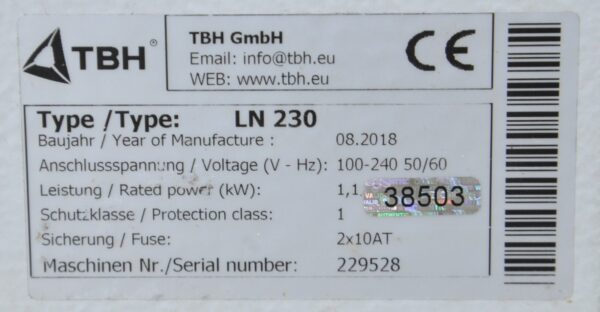 TBH®
TBH GmbH
Email: info@tbh.eu
WEB: www.tbh.eu
CE
Type /Type: LN 230
Baujahr / Year of Manufacture : 08.2018
Anschlussspannung / Voltage (V - Hz): 100-240 50/60
Leistung / Rated power (kW): 1,1
38503
Schutzklasse / Protection class: 1
Sicherung / Fuse: 2x10AT
Maschinen Nr./Serial number: 229528